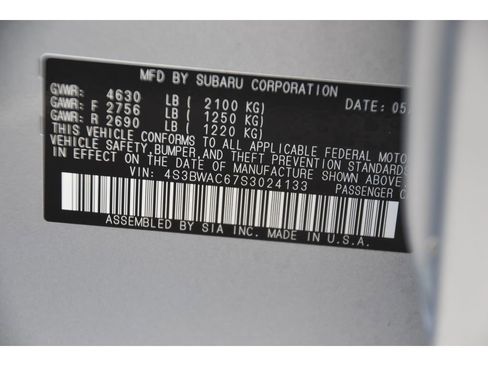 MFD BY SUBARU CORPORATION
GVWR: 4630 LB ( 2100 KG) DATE: 05
GAWR: F 2756 LB ( 1250 KG)
GAWR: R 2690 LB ( 1220 KG)
THIS VEHICLE CONFORMS TO ALL APPLICABLE FEDERAL MOTO
VEHICLE SAFETY, BUMPER, AND THEFT PREVENTION STANDARDS
IN EFFECT ON THE DATE OF MANUFACTURE SHOWN ABOVE.
VIN: 4S3BWAC67S3024133 PASSENGER C
ASSEMBLED BY SIA INC. MADE IN U.S.A.